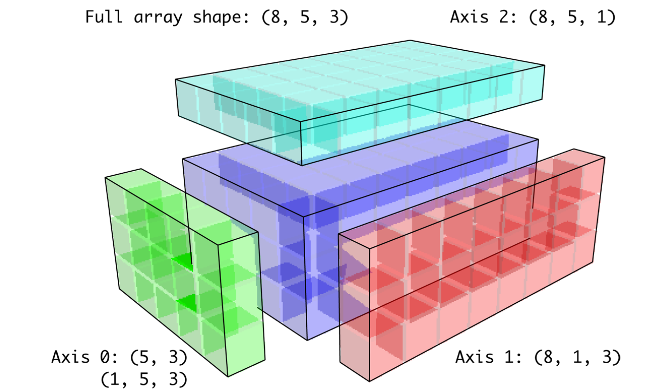 Full array shape: (8, 5, 3)
Axis 2: (8, 5, 1)
Axis 0: (5, 3)
(1, 5, 3)
Axis 1: (8, 1, 3)